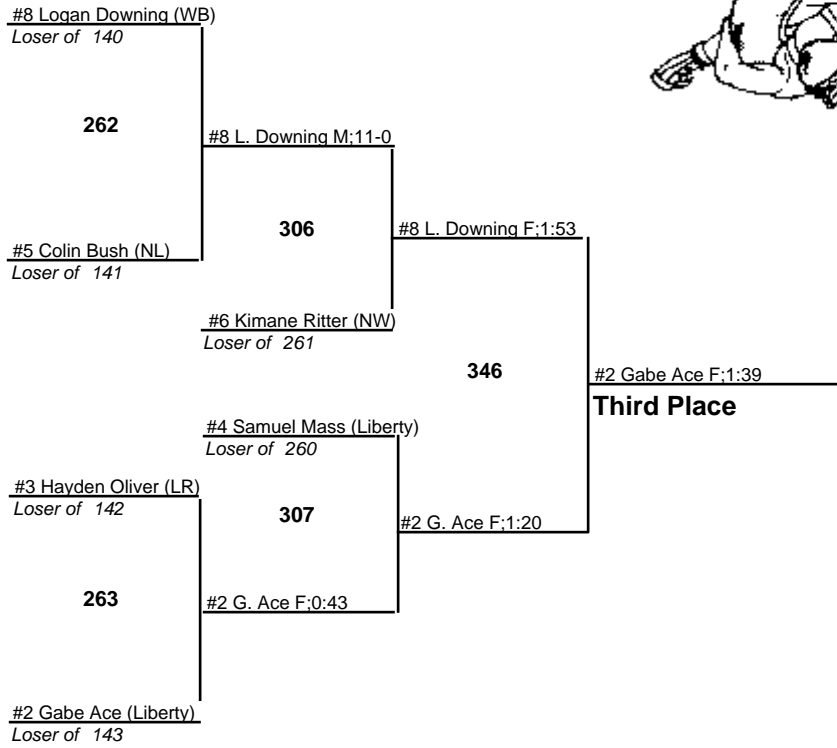 #8 Logan Downing (WB)
Loser of 140
262
#8 L. Downing M;11-0
306
#8 L. Downing F;1:53
#5 Colin Bush (NL)
Loser of 141
#6 Kimane Ritter (NW)
Loser of 261
346
#2 Gabe Ace F;1:39
Third Place
#4 Samuel Mass (Liberty)
Loser of 260
#3 Hayden Oliver (LR)
Loser of 142
307
#2 G. Ace F;1:20
263
#2 G. Ace F;0:43
#2 Gabe Ace (Liberty)
Loser of 143